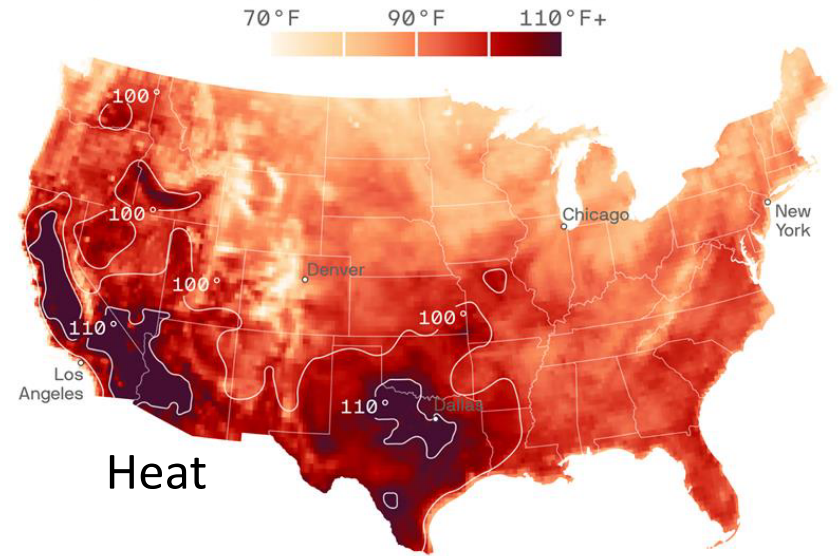 70°F 90°F 110°F+
100°
100°
Chicago
New
York
Denver
100°
100°
110°
Los
Angeles
110°
Dallas
Heat